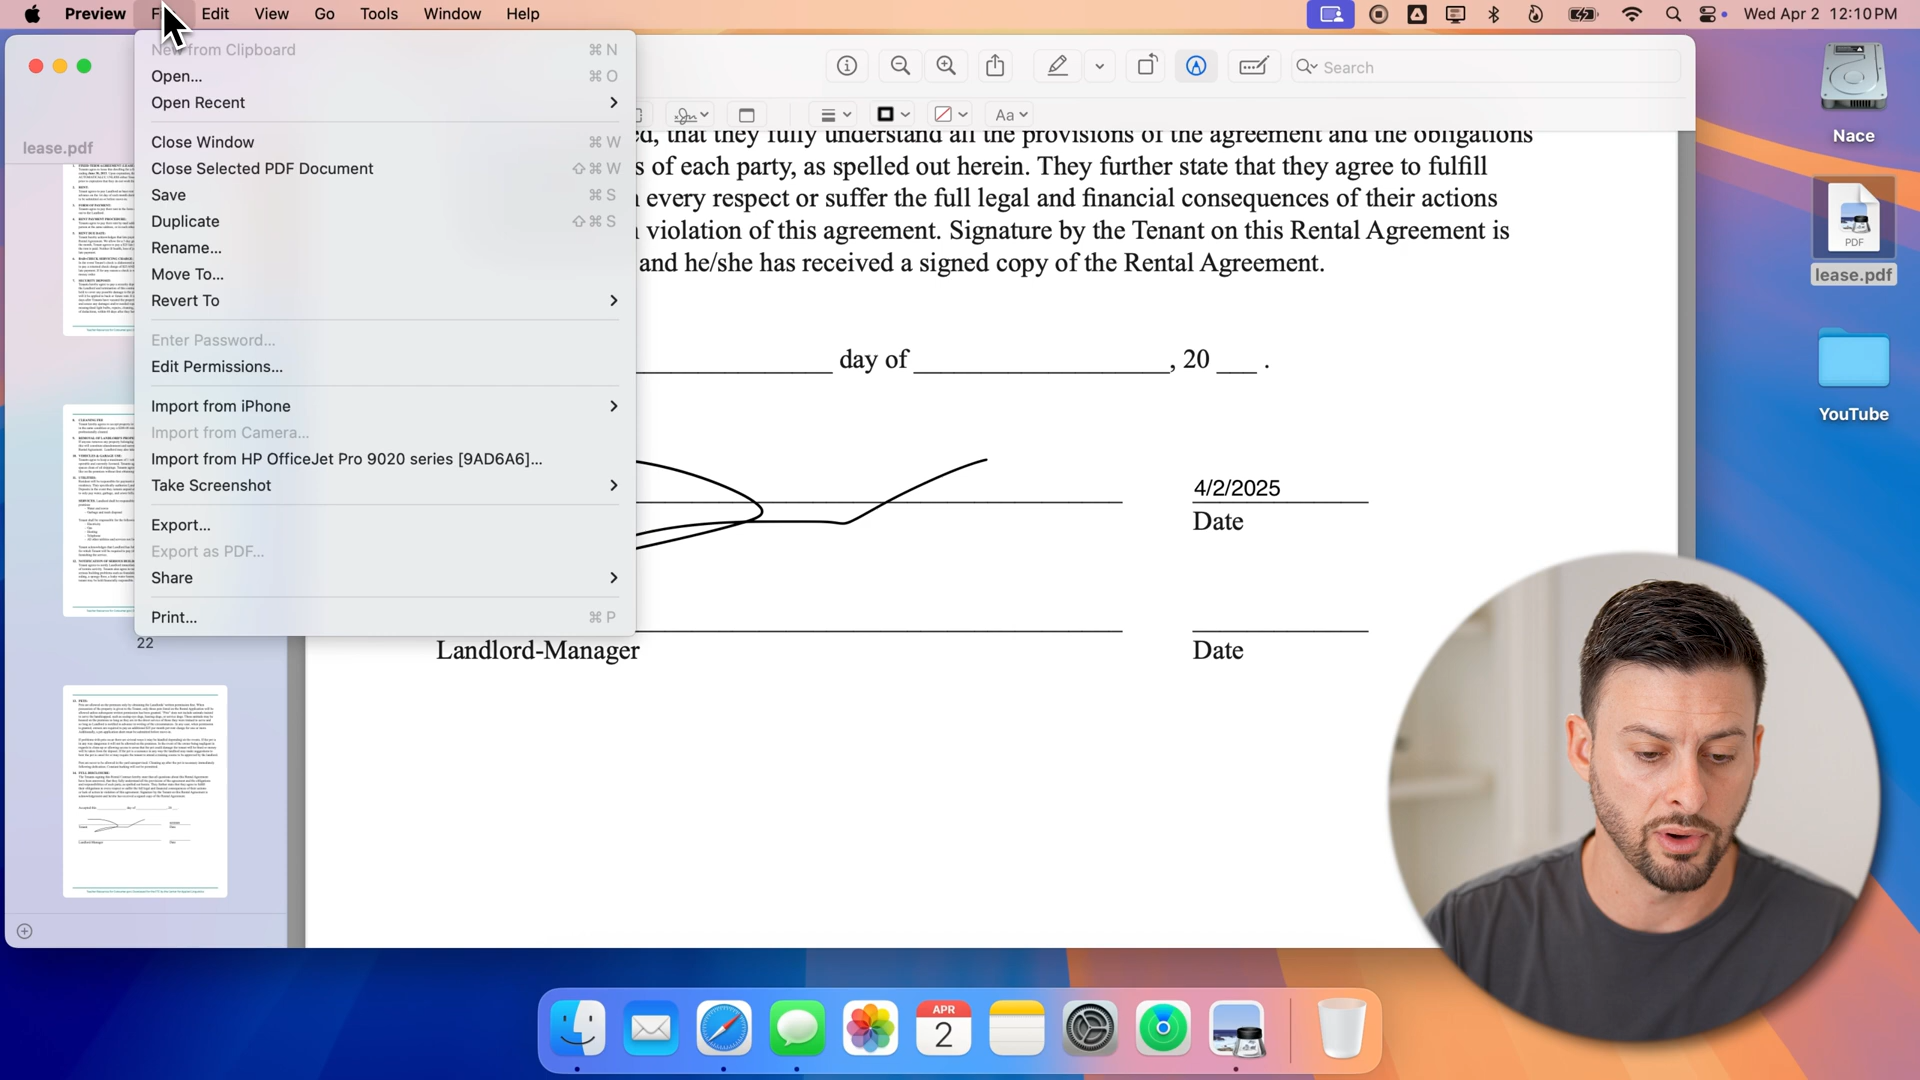 Preview Edit View Go Tools Window Help Wed Apr 2 12:10 PM
New from Clipboard ⌘ N
Open... ⌘ O
Open Recent
Close Window ⌘ W
Close Selected PDF Document ⇧ ⌘ W
Save ⌘ S
Duplicate ⇧ ⌘ S
Rename...
Move To...
Revert To
Enter Password...
Edit Permissions...
Import from iPhone
Import from Camera...
Import from HP OfficeJet Pro 9020 series [9AD6A6]...
Take Screenshot
Export...
Export as PDF...
Share
Print... ⌘ P
lease.pdf
22
Search
Aa
that they fully understand all the provisions of the agreement and the obligations
s of each party, as spelled out herein. They further state that they agree to fulfill
every respect or suffer the full legal and financial consequences of their actions
violation of this agreement. Signature by the Tenant on this Rental Agreement is
and he/she has received a signed copy of the Rental Agreement.
day of , 20 .
4/2/2025
Date
Landlord-Manager Date
Nace
PDF
lease.pdf
YouTube
APR
2